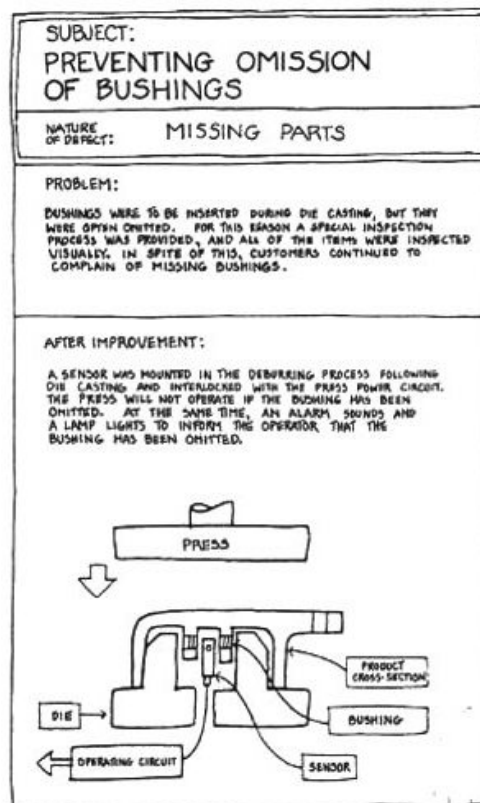 SUBJECT:
PREVENTING OMISSION
OF BUSHINGS
NATURE
OF DEFECT: MISSING PARTS
PROBLEM:
BUSHINGS WERE TO BE INSERTED DURING DIE CASTING, BUT THEY
WERE OFTEN OMITTED. FOR THIS REASON A SPECIAL INSPECTION
PROCESS WAS PROVIDED, AND ALL OF THE ITEMS WERE INSPECTED
VISUALLY. IN SPITE OF THIS, CUSTOMERS CONTINUED TO
COMPLAIN OF MISSING BUSHINGS.
AFTER IMPROVEMENT:
A SENSOR WAS MOUNTED IN THE DEBURRING PROCESS FOLLOWING
DIE CASTING AND INTERLOCKED WITH THE PRESS POWER CIRCUIT.
THE PRESS WILL NOT OPERATE IF THE BUSHING HAS BEEN
OMITTED. AT THE SAME TIME, AN ALARM SOUNDS AND
A LAMP LIGHTS TO INFORM THE OPERATOR THAT THE
BUSHING HAS BEEN OMITTED.
PRESS
PRODUCT
CROSS-SECTION
DIE
BUSHING
OPERATING CIRCUIT
SENSOR